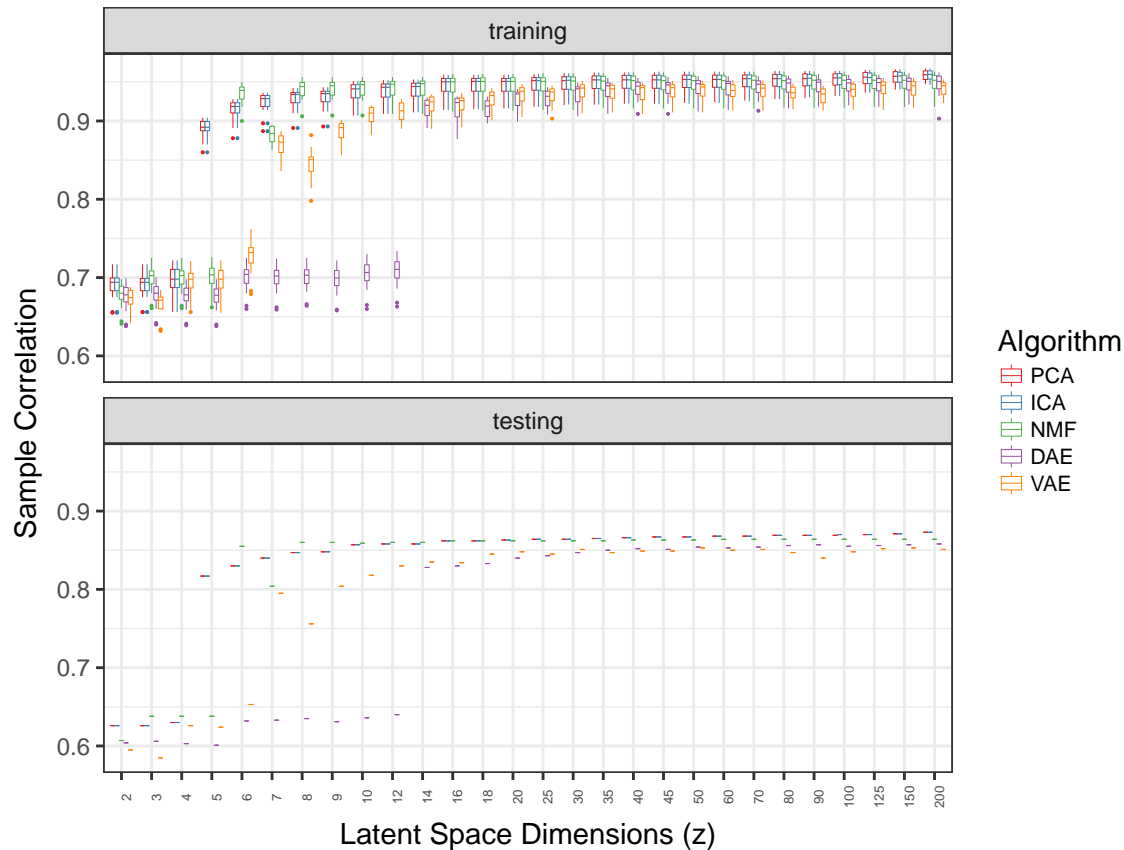 training
0.9
0.8
0.7
0.6
testing
0.9
0.8
0.7
0.6
Sample Correlation
2 3 4 5 6 7 8 9 10 12 14 16 18 20 25 30 35 40 45 50 60 70 80 90 100 125 150 200
Latent Space Dimensions (z)
Algorithm
PCA
ICA
NMF
DAE
VAE